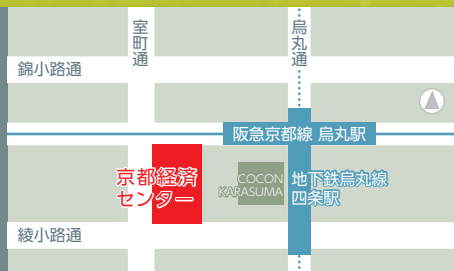 室町通
烏丸通
錦小路通
阪急京都線 烏丸駅
京都経済
センター
COCON
KARASUMA
地下鉄烏丸線
四条駅
綾小路通